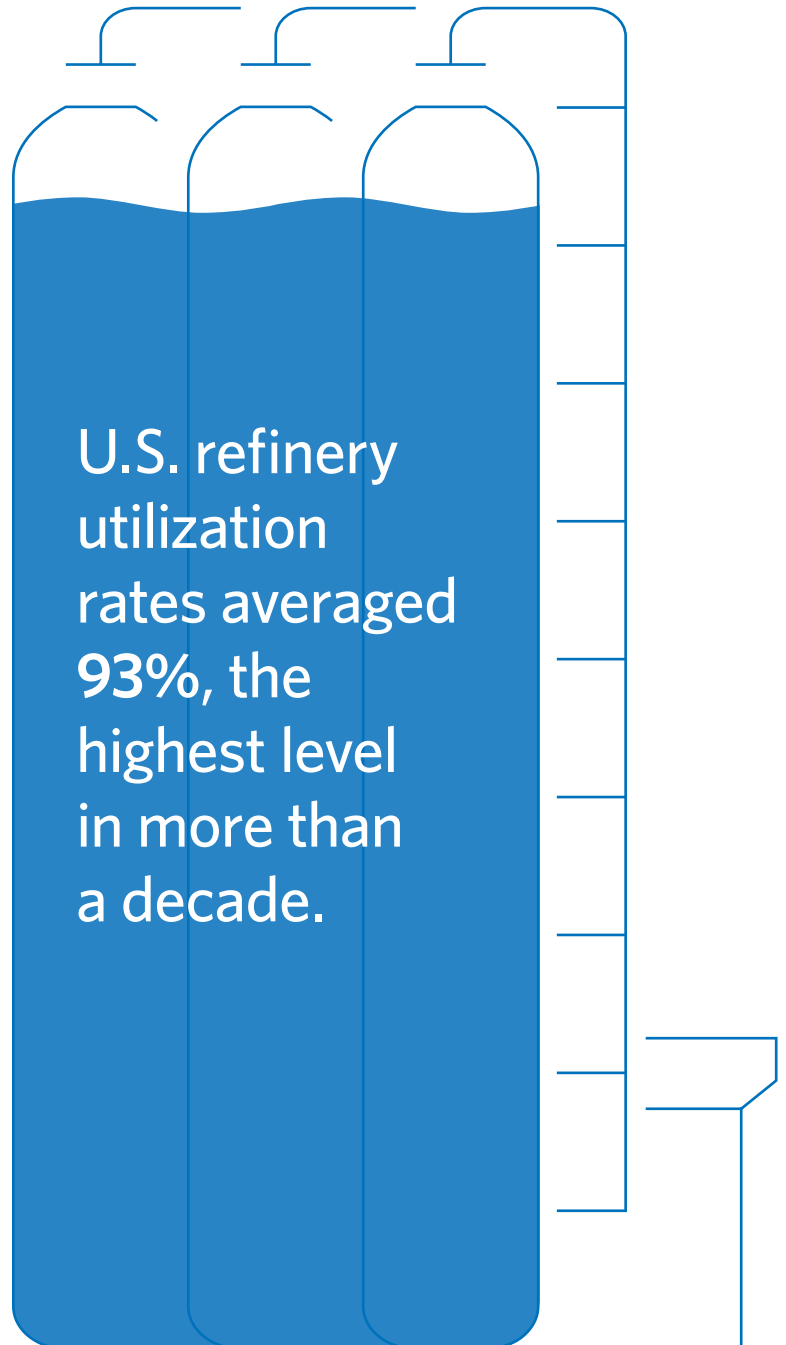 U.S. refinery
utilization
rates averaged
93%, the
highest level
in more than
a decade.